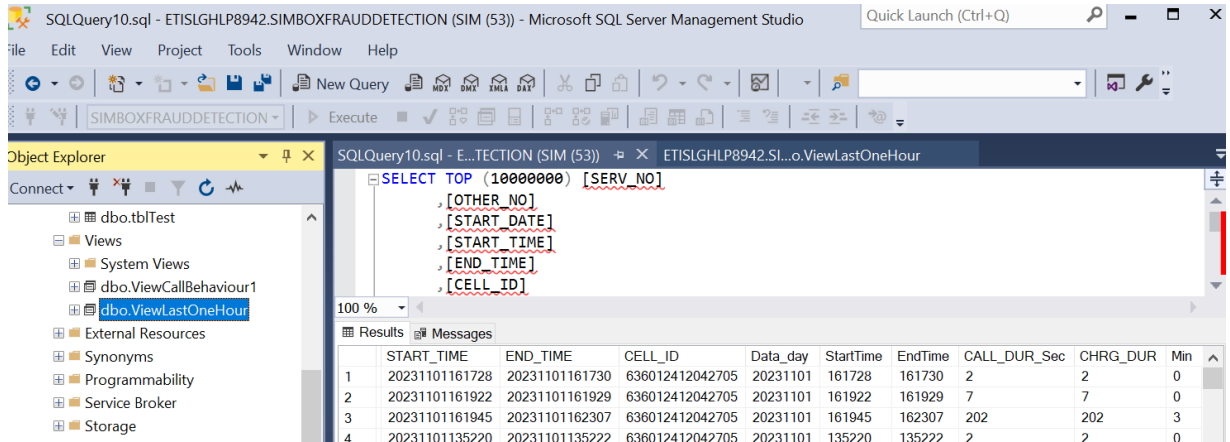 SQLQuery10.sql - ETISLGHLP8942.SIMBOXFRAUDDETECTION (SIM (53)) - Microsoft SQL Server Management Studio
Quick Launch (Ctrl+Q)
File Edit View Project Tools Window Help
New Query MDX DMX XMLA DAX
SIMBOXFRAUDDETECTION Execute
Object Explorer
SQLQuery10.sql - E...TECTION (SIM (53)) ETISLGHLP8942.SI...o.ViewLastOneHour
Connect
dbo.tblTest
Views
System Views
dbo.ViewCallBehaviour1
dbo.ViewLastOneHour
External Resources
Synonyms
Programmability
Service Broker
Storage
SELECT TOP (10000000) [SERV_NO]
,[OTHER_NO]
,[START_DATE]
,[START_TIME]
,[END_TIME]
,[CELL_ID]
100 %
Results Messages
START_TIME END_TIME CELL_ID Data_day StartTime EndTime CALL_DUR_Sec CHRG_DUR Min
1 20231101161728 20231101161730 636012412042705 20231101 161728 161730 2 2 0
2 20231101161922 20231101161929 636012412042705 20231101 161922 161929 7 7 0
3 20231101161945 20231101162307 636012412042705 20231101 161945 162307 202 202 3
4 20231101135220 20231101135222 636012412042705 20231101 135220 135222 2 2 0